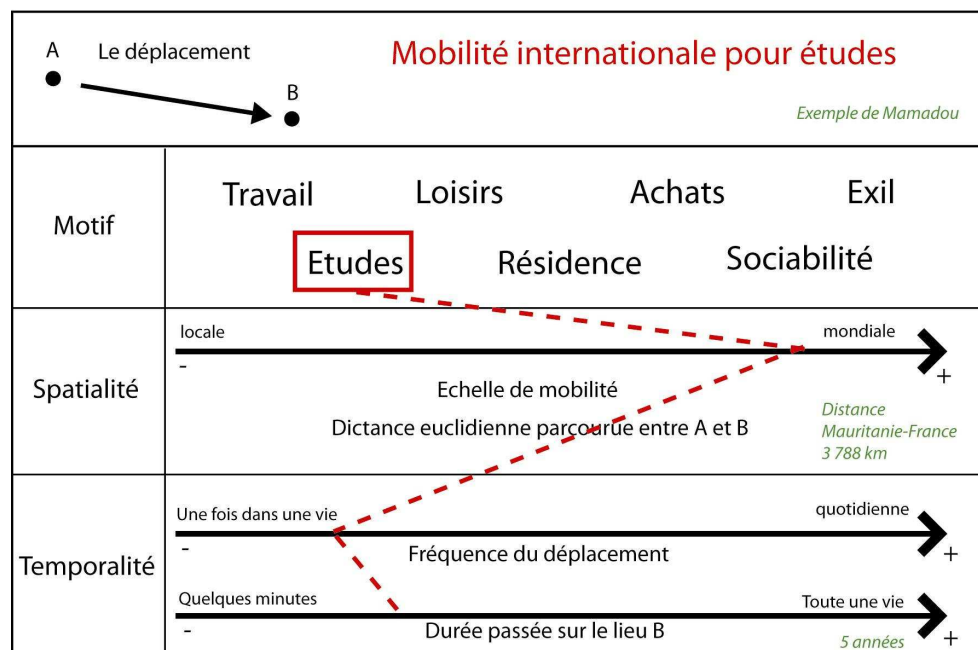 A
Le déplacement
B
Mobilité internationale pour études
Exemple de Mamadou
Motif
Travail
Loisirs
Achats
Exil
Etudes
Résidence
Sociabilité
Spatialité
locale
mondiale
-
+
Echelle de mobilité
Dictance euclidienne parcourue entre A et B
Distance
Mauritanie-France
3 788 km
Temporalité
Une fois dans une vie
quotidienne
-
+
Fréquence du déplacement
Quelques minutes
Toute une vie
-
+
Durée passée sur le lieu B
5 années